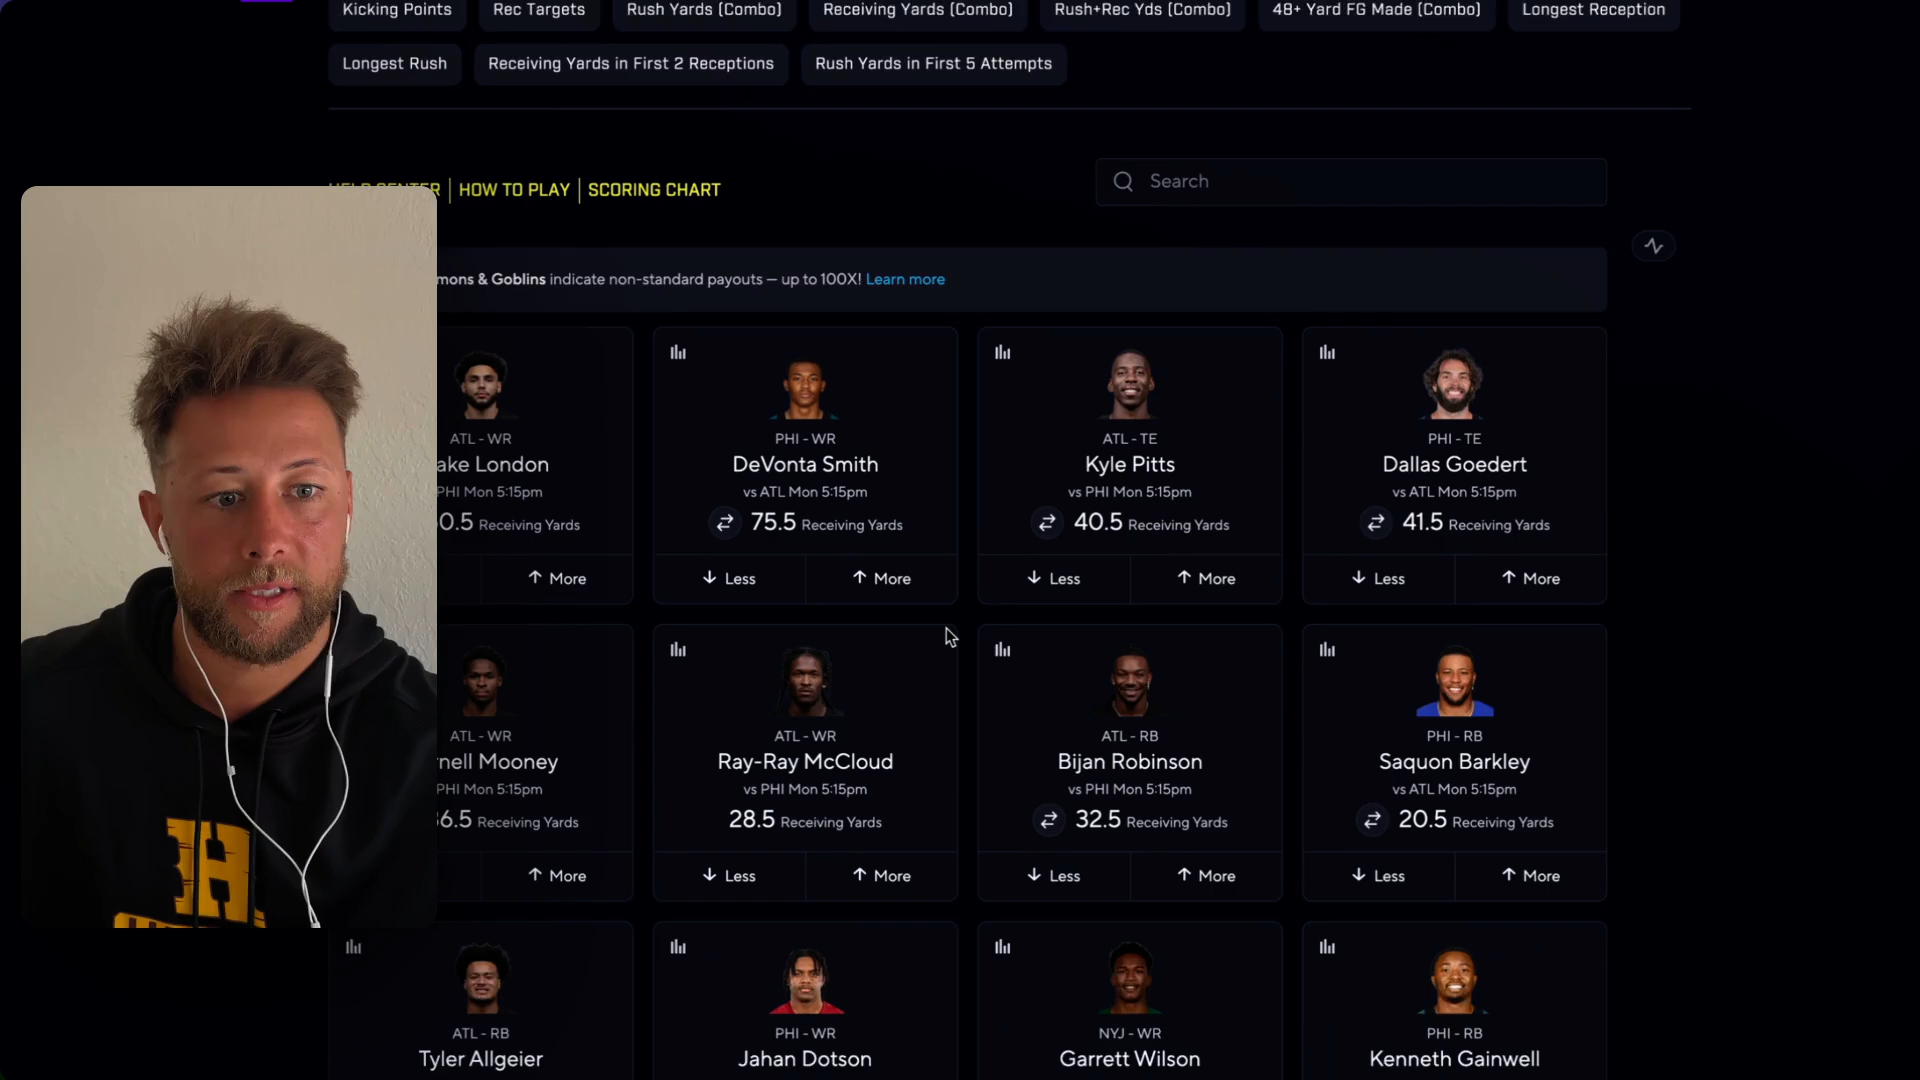 Kicking Points
Rec Targets
Rush Yards (Combo)
Receiving Yards (Combo)
Rush+Rec Yds (Combo)
48+ Yard FG Made (Combo)
Longest Reception
Longest Rush
Receiving Yards in First 2 Receptions
Rush Yards in First 5 Attempts
HELP CENTER | HOW TO PLAY | SCORING CHART
Search
mons & Goblins indicate non-standard payouts – up to 100X! Learn more
ATL - WR
ake London
PHI Mon 5:15pm
0.5 Receiving Yards
More
PHI - WR
DeVonta Smith
vs ATL Mon 5:15pm
75.5 Receiving Yards
Less
More
ATL - TE
Kyle Pitts
vs PHI Mon 5:15pm
40.5 Receiving Yards
Less
More
PHI - TE
Dallas Goedert
vs ATL Mon 5:15pm
41.5 Receiving Yards
Less
More
ATL - WR
nell Mooney
PHI Mon 5:15pm
6.5 Receiving Yards
More
ATL - WR
Ray-Ray McCloud
vs PHI Mon 5:15pm
28.5 Receiving Yards
Less
More
ATL - RB
Bijan Robinson
vs PHI Mon 5:15pm
32.5 Receiving Yards
Less
More
PHI - RB
Saquon Barkley
vs ATL Mon 5:15pm
20.5 Receiving Yards
Less
More
ATL - RB
Tyler Allgeier
PHI - WR
Jahan Dotson
NYJ - WR
Garrett Wilson
PHI - RB
Kenneth Gainwell
H